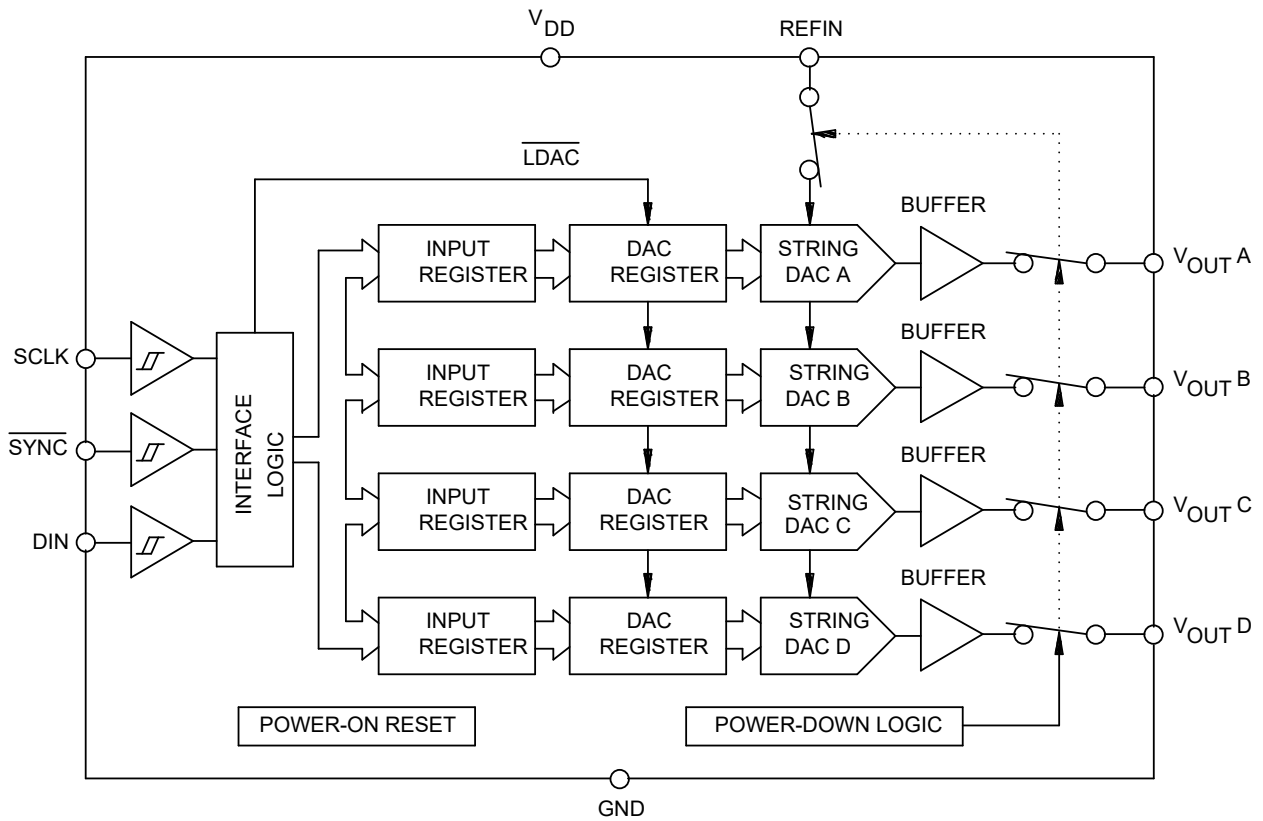 VDD
REFIN
LDAC
BUFFER
INPUT
REGISTER
DAC
REGISTER
STRING
DAC A
VOUT A
BUFFER
SCLK
INPUT
REGISTER
DAC
REGISTER
STRING
DAC B
VOUT B
SYNC
INTERFACE
LOGIC
BUFFER
INPUT
REGISTER
DAC
REGISTER
STRING
DAC C
VOUT C
DIN
BUFFER
INPUT
REGISTER
DAC
REGISTER
STRING
DAC D
VOUT D
POWER-ON RESET
POWER-DOWN LOGIC
GND